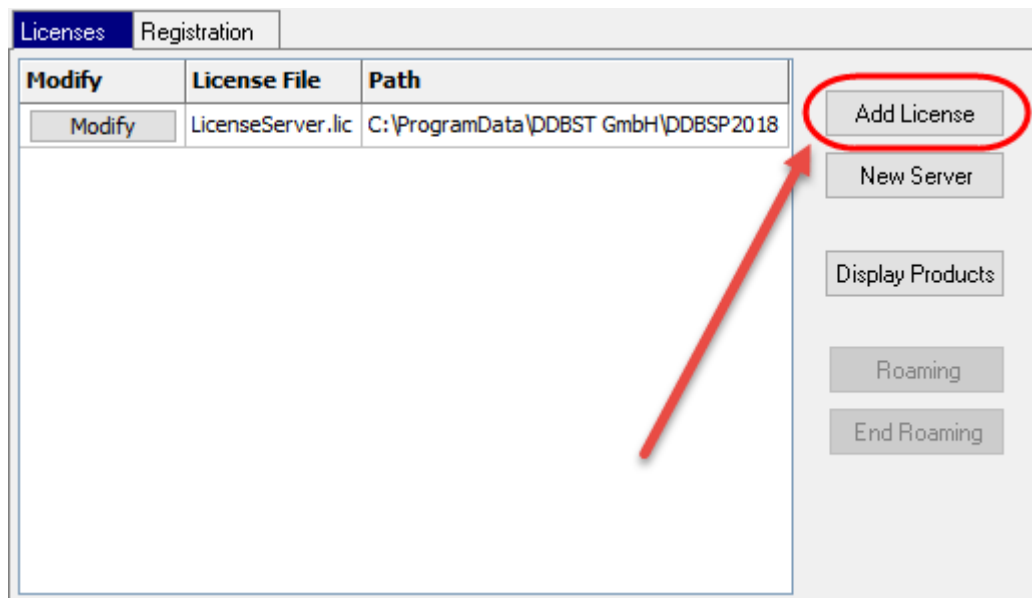 Licenses Registration
Modify License File Path
Modify LicenseServer.lic C:\ProgramData\DDBST GmbH\DDBSP2018
Add License
New Server
Display Products
Roaming
End Roaming